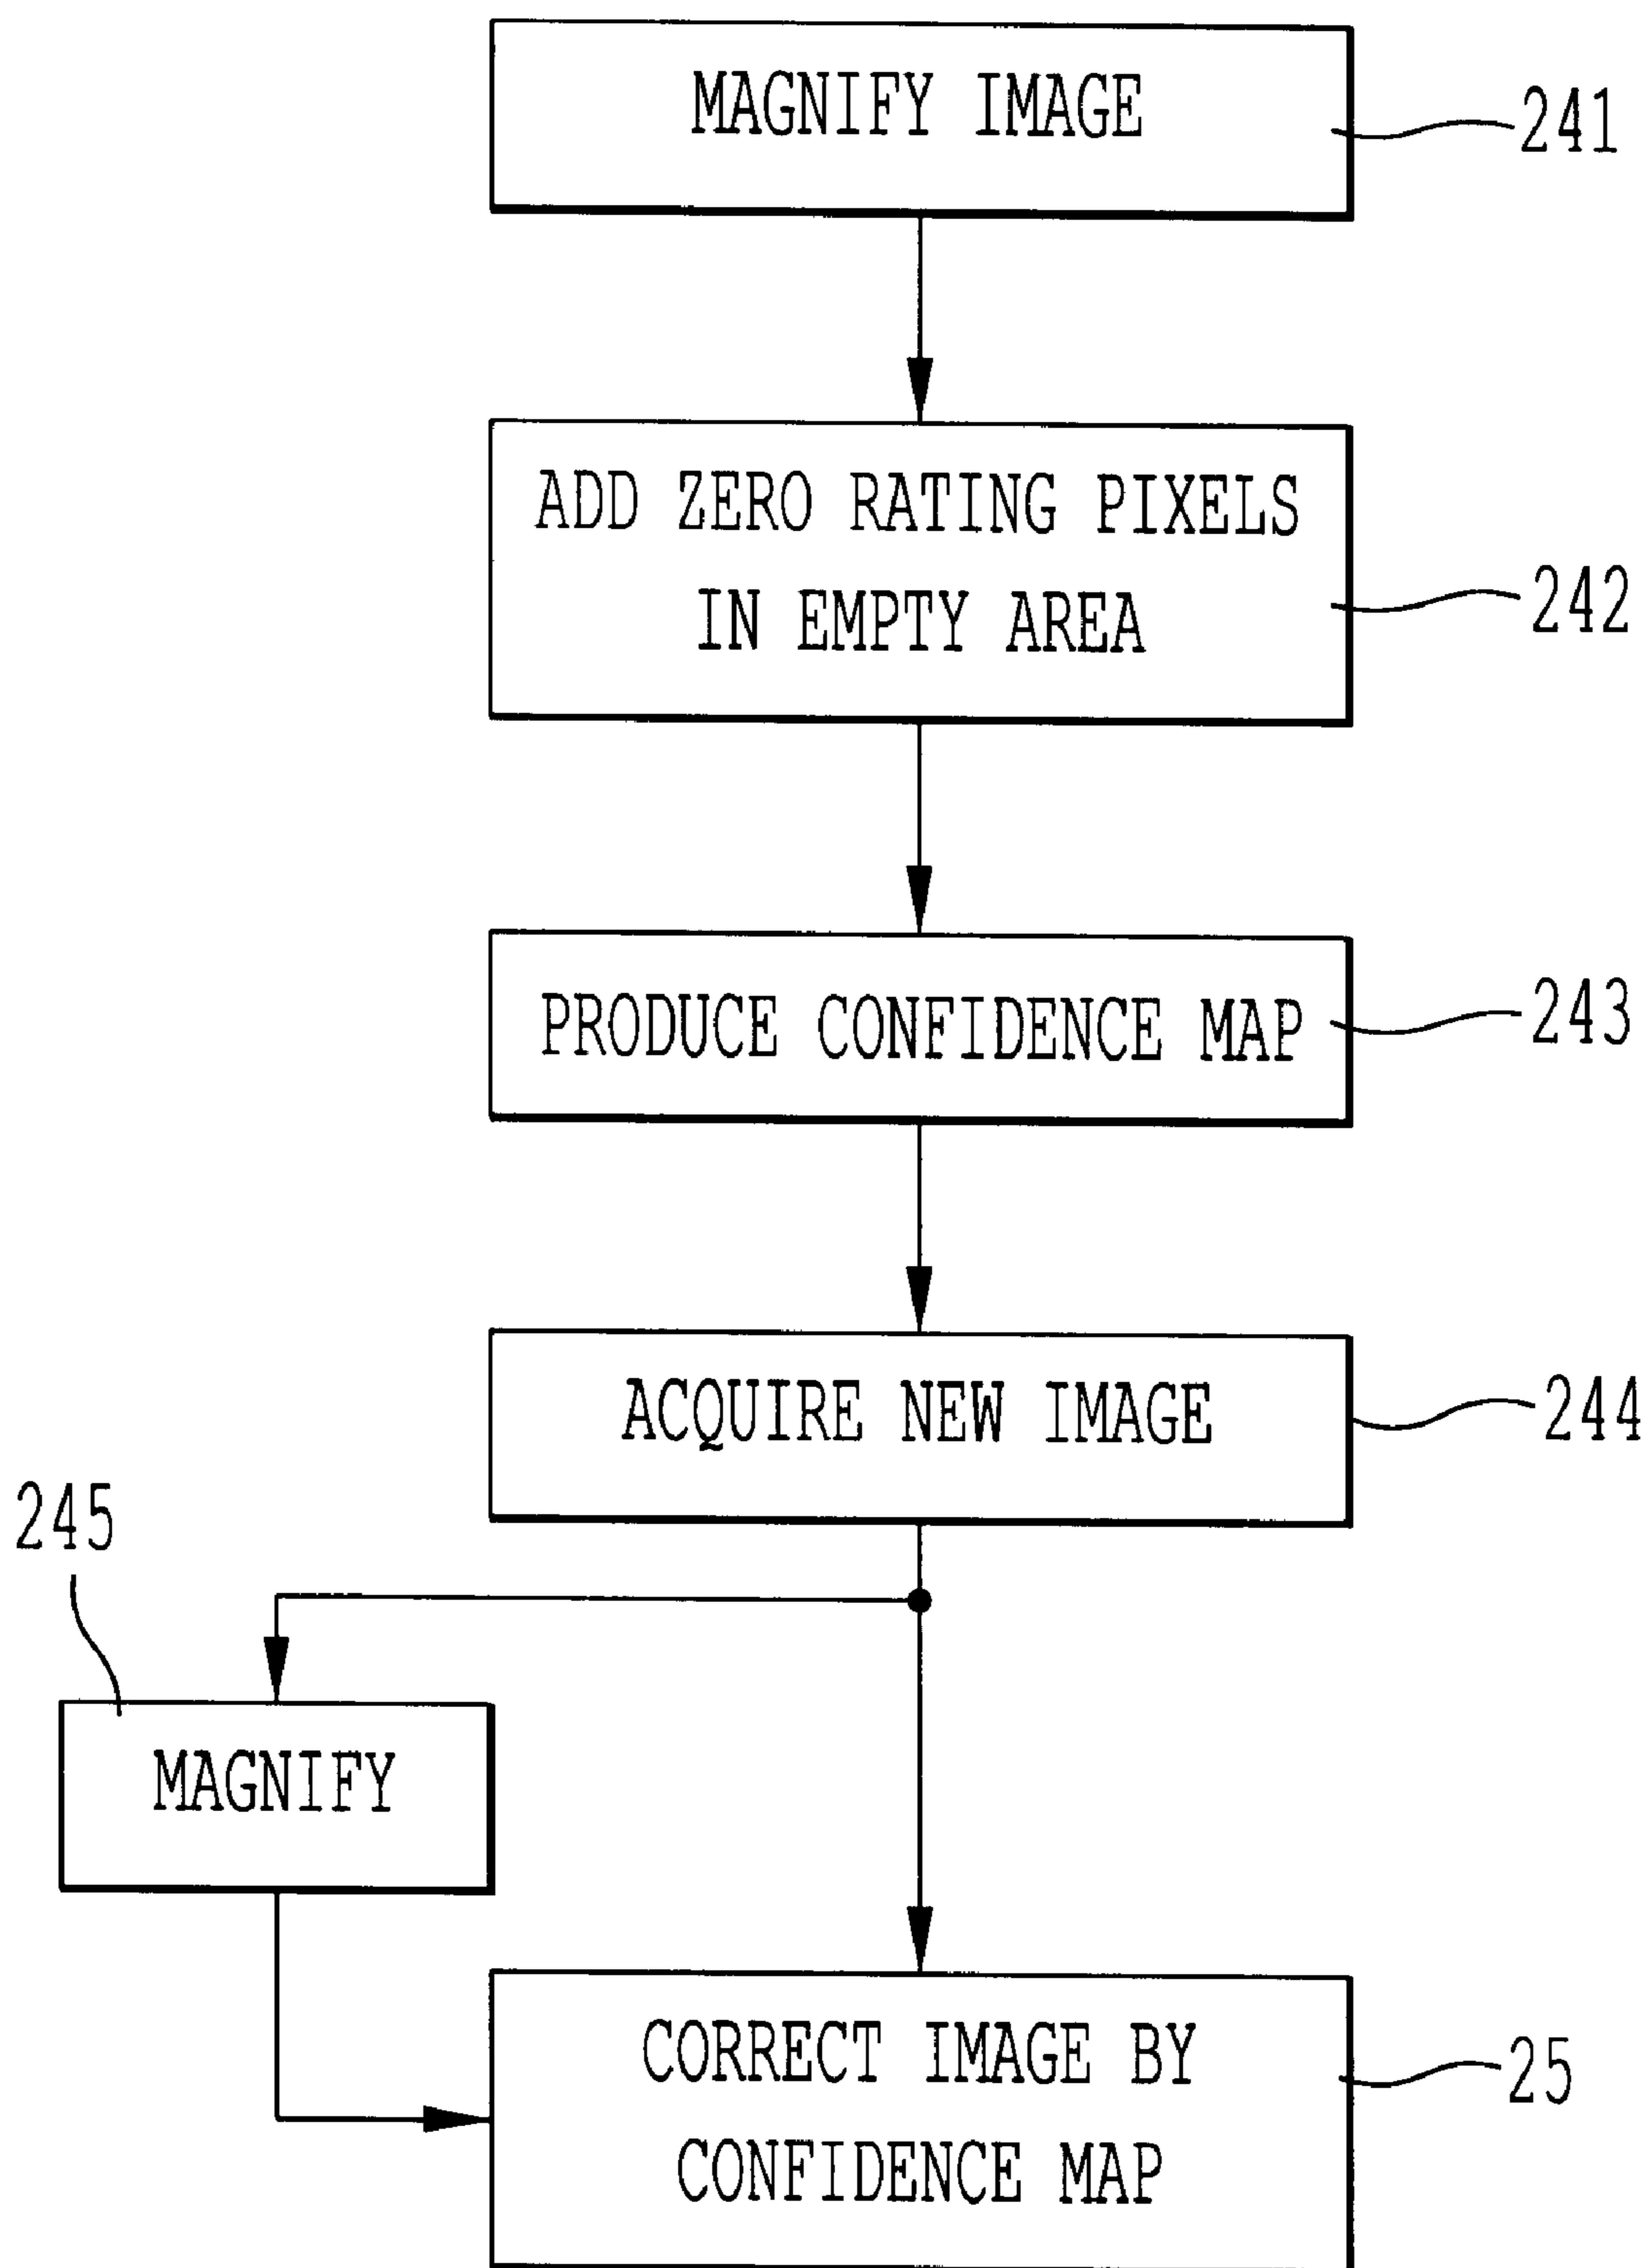 MAGNIFY IMAGE
241
ADD ZERO RATING PIXELS
IN EMPTY AREA
242
PRODUCE CONFIDENCE MAP
243
ACQUIRE NEW IMAGE
244
245
MAGNIFY
CORRECT IMAGE BY
CONFIDENCE MAP
25